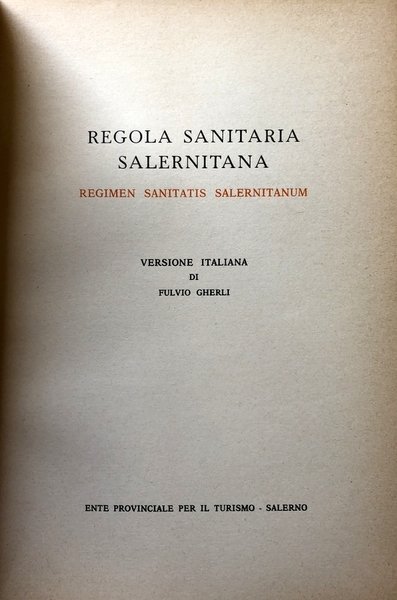 REGOLA SANITARIA
SALERNITANA
REGIMEN SANITATIS SALERNITANUM
VERSIONE ITALIANA
DI
FULVIO GHERLI
ENTE PROVINCIALE PER IL TURISMO - SALERNO